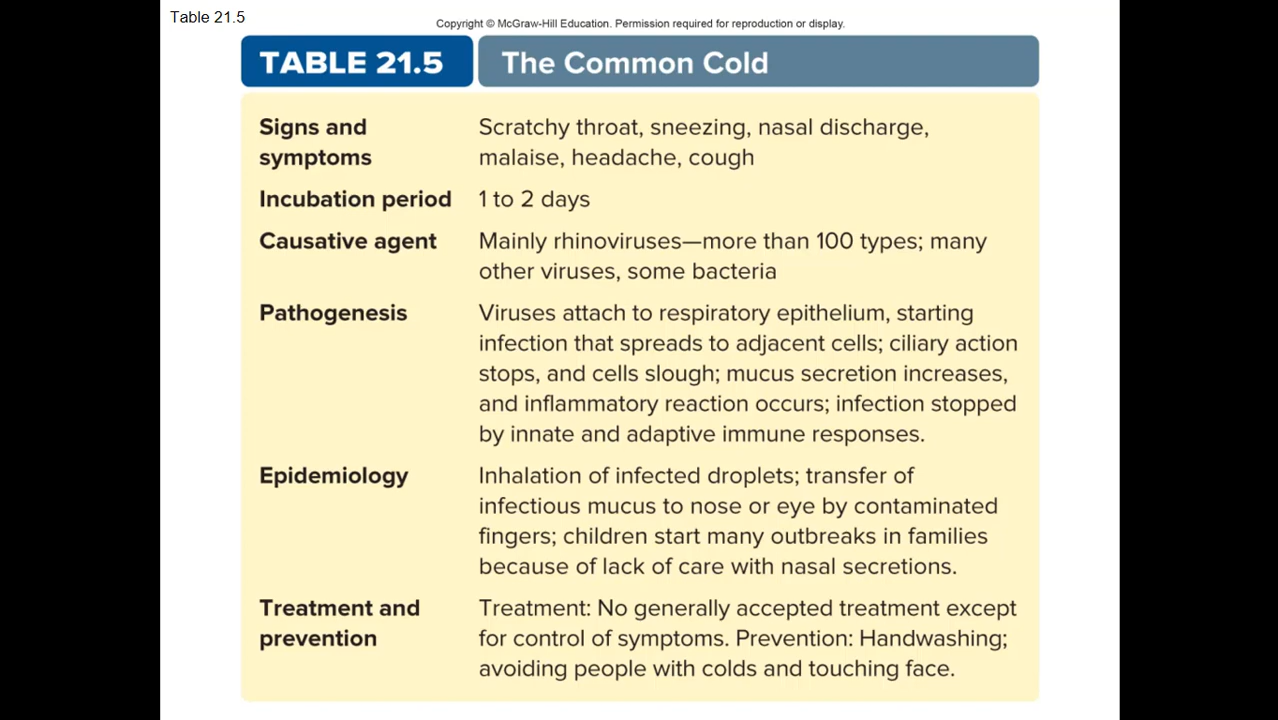 Table 21.5
Copyright © McGraw-Hill Education. Permission required for reproduction or display.
TABLE 21.5 The Common Cold
Signs and Scratchy throat, sneezing, nasal discharge,
symptoms malaise, headache, cough
Incubation period 1 to 2 days
Causative agent Mainly rhinoviruses—more than 100 types; many
other viruses, some bacteria
Pathogenesis Viruses attach to respiratory epithelium, starting
infection that spreads to adjacent cells; ciliary action
stops, and cells slough; mucus secretion increases,
and inflammatory reaction occurs; infection stopped
by innate and adaptive immune responses.
Epidemiology Inhalation of infected droplets; transfer of
infectious mucus to nose or eye by contaminated
fingers; children start many outbreaks in families
because of lack of care with nasal secretions.
Treatment and Treatment: No generally accepted treatment except
prevention for control of symptoms. Prevention: Handwashing;
avoiding people with colds and touching face.